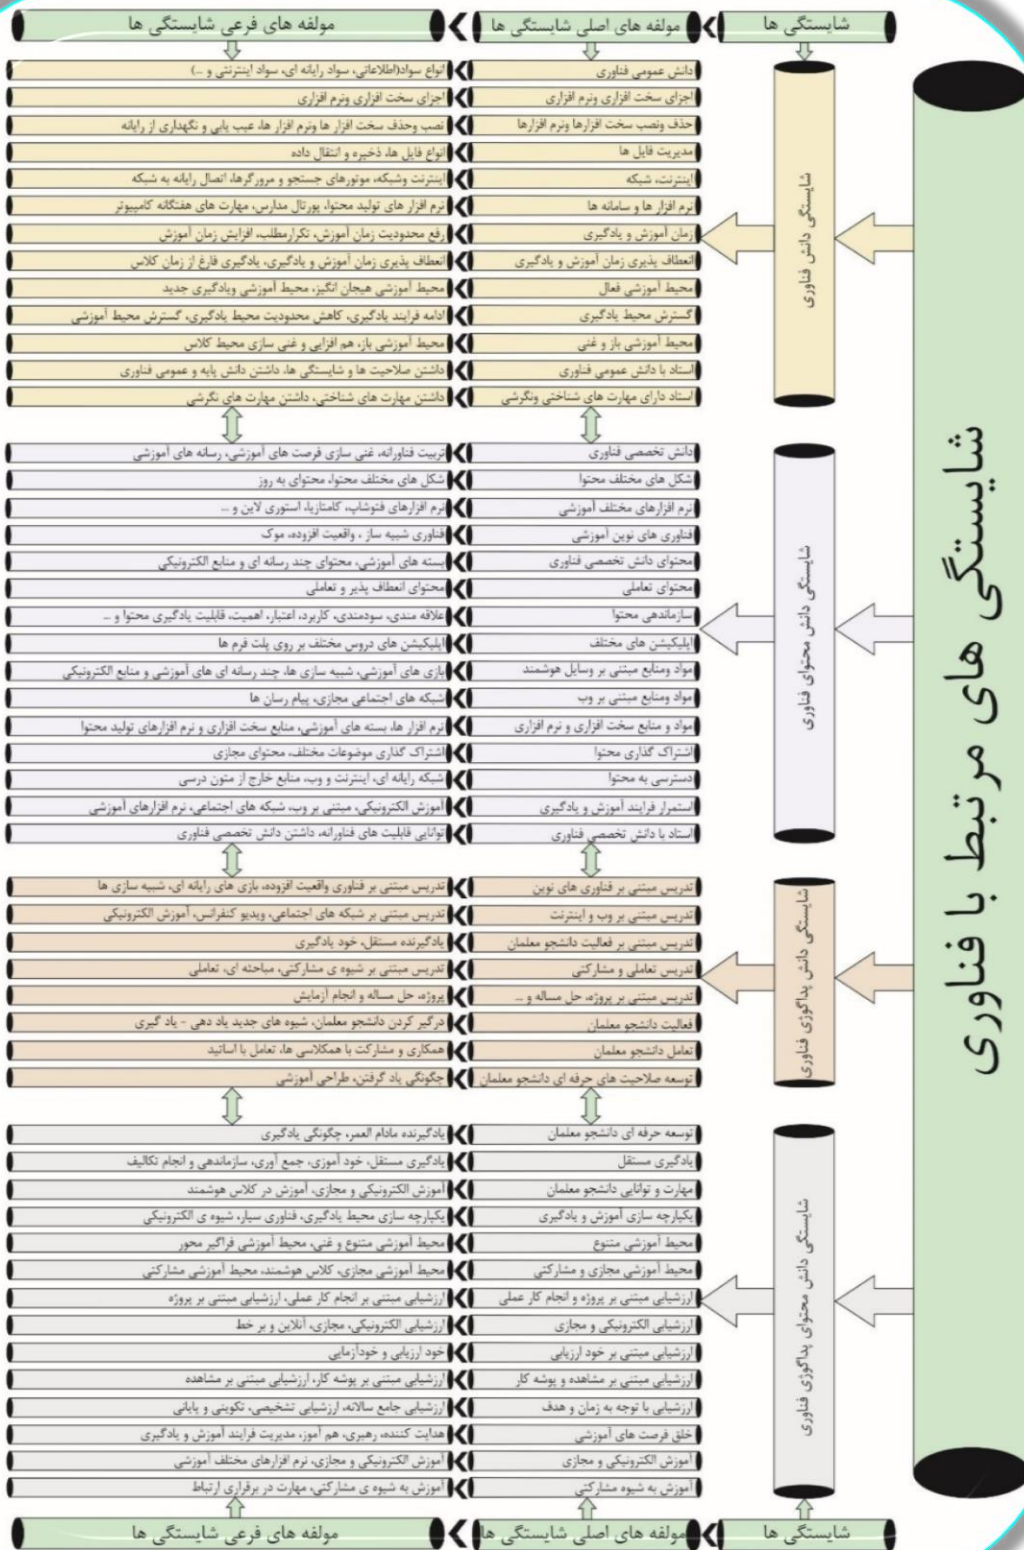 شایستگی ها
مولفه های اصلی شایستگی ها
مولفه های فرعی شایستگی ها
شایستگی های مرتبط با فناوری
شایستگی دانش فناوری
دانش عمومی فناوری
انواع سواد(اطلاعاتی، سواد رایانه ای، سواد اینترنتی و ...)
اجزای سخت افزاری ونرم افزاری
اجزای سخت افزاری ونرم افزاری
حذف ونصب سخت افزارها ونرم افزارها
نصب وحذف سخت افزار ها ونرم افزار ها، عیب یابی و نگهداری از رایانه
مدیریت فایل ها
انواع فایل ها، ذخیره و انتقال داده
اینترنت، شبکه
اینترنت وشبکه، موتورهای جستجو و مرورگرها، اتصال رایانه به شبکه
نرم افزار ها و سامانه ها
نرم افزار های تولید محتوا، پورتال مدارس، مهارت های هفتگانه کامپیوتر
زمان آموزش و یادگیری
رفع محدودیت زمان آموزش، تکرارمطلب، افزایش زمان آموزش
انعطاف پذیری زمان آموزش و یادگیری
انعطاف پذیری زمان آموزش و یادگیری، یادگیری فارغ از زمان کلاس
محیط آموزشی فعال
محیط آموزشی هیجان انگیز، محیط آموزشی ویادگیری جدید
گسترش محیط یادگیری
ادامه فرایند یادگیری، کاهش محدودیت محیط یادگیری، گسترش محیط آموزشی
محیط آموزشی باز و غنی
محیط آموزشی باز، هم افزایی و غنی سازی محیط کلاس
استاد با دانش عمومی فناوری
داشتن صلاحیت ها و شایستگی ها، داشتن دانش پایه و عمومی فناوری
استاد دارای مهارت های شناختی ونگرشی
داشتن مهارت های شناختی، داشتن مهارت های نگرشی
شایستگی دانش محتوای فناوری
دانش تخصصی فناوری
تربیت فناورانه، غنی سازی فرصت های آموزشی، رسانه های آموزشی
شکل های مختلف محتوا
شکل های مختلف محتوا، محتوای به روز
نرم افزارهای مختلف آموزشی
نرم افزارهای فتوشاپ، کامتازیا، استوری لاین و ...
فناوری های نوین آموزشی
فناوری شبیه ساز ، واقعیت افزوده، موک
محتوای دانش تخصصی فناوری
بسته های آموزشی، محتوای چند رسانه ای و منابع الکترونیکی
محتوای تعاملی
محتوای انعطاف پذیر و تعاملی
سازماندهی محتوا
علاقه مندی، سودمندی، کاربرد، اعتبار، اهمیت، قابلیت یادگیری محتوا و ...
اپلیکیشن های مختلف
اپلیکیشن های دروس مختلف بر روی پلت فرم ها
مواد ومنابع مبتنی بر وسایل هوشمند
بازی های آموزشی، شبیه سازی ها، چند رسانه ای های آموزشی و منابع الکترونیکی
مواد ومنابع مبتنی بر وب
شبکه های اجتماعی مجازی، پیام رسان ها
مواد و منابع سخت افزاری و نرم افزاری
نرم افزار ها، بسته های آموزشی، منابع سخت افزاری و نرم افزارهای تولید محتوا
اشتراک گذاری محتوا
اشتراک گذاری موضوعات مختلف، محتوای مجازی
دسترسی به محتوا
شبکه رایانه ای، اینترنت و وب، منابع خارج از متون درسی
استمرار فرایند آموزش و یادگیری
آموزش الکترونیکی، مبتنی بر وب، شبکه های اجتماعی، نرم افزارهای آموزشی
استاد با دانش تخصصی فناوری
توانایی قابلیت های فناورانه، داشتن دانش تخصصی فناوری
شایستگی دانش پداگوژی فناوری
تدریس مبتنی بر فناوری های نوین
تدریس مبتنی بر فناوری واقعیت افزوده، بازی های رایانه ای، شبیه سازی ها
تدریس مبتنی بر وب و اینترنت
تدریس مبتنی بر شبکه های اجتماعی، ویدیو کنفرانس، آموزش الکترونیکی
تدریس مبتنی بر فعالیت دانشجو معلمان
یادگیرنده مستقل، خود یادگیری
تدریس تعاملی و مشارکتی
تدریس مبتنی بر شیوه ی مشارکتی، مباحثه ای، تعاملی
تدریس مبتنی بر پروژه، حل مساله و ...
پروژه، حل مساله و انجام آزمایش
فعالیت دانشجو معلمان
درگیر کردن دانشجو معلمان، شیوه های جدید یاد دهی - یاد گیری
تعامل دانشجو معلمان
همکاری و مشارکت با همکلاسی ها، تعامل با اساتید
توسعه صلاحیت های حرفه ای دانشجو معلمان
چگونگی یاد گرفتن، طراحی آموزشی
شایستگی دانش محتوای پداگوژی فناوری
توسعه حرفه ای دانشجو معلمان
یادگیرنده مادام العمر، چگونگی یادگیری
یادگیری مستقل
یادگیری مستقل، خود آموزی، جمع آوری، سازماندهی و انجام تکالیف
مهارت و توانایی دانشجو معلمان
آموزش الکترونیکی و مجازی، آموزش در کلاس هوشمند
یکپارچه سازی آموزش و یادگیری
یکپارچه سازی محیط یادگیری، فناوری سیار، شیوه ی الکترونیکی
محیط آموزشی متنوع
محیط آموزشی متنوع و غنی، محیط آموزشی فراگیر محور
محیط آموزشی مجازی و مشارکتی
محیط آموزشی مجازی، کلاس هوشمند، محیط آموزشی مشارکتی
ارزشیابی مبتنی بر پروژه و انجام کار عملی
ارزشیابی مبتنی بر انجام کار عملی، ارزشیابی مبتنی بر پروژه
ارزشیابی الکترونیکی و مجازی
ارزشیابی الکترونیکی، مجازی، آنلاین و بر خط
ارزشیابی مبتنی بر خود ارزیابی
خود ارزیابی و خودآزمایی
ارزشیابی مبتنی بر مشاهده و پوشه کار
ارزشیابی مبتنی بر پوشه کار، ارزشیابی مبتنی بر مشاهده
ارزشیابی با توجه به زمان و هدف
ارزشیابی جامع سالانه، ارزشیابی تشخیصی، تکوینی و پایانی
خلق فرصت های آموزشی
هدایت کننده، رهبری، هم آموز، مدیریت فرایند آموزش و یادگیری
آموزش الکترونیکی و مجازی
آموزش الکترونیکی و مجازی، نرم افزارهای مختلف آموزشی
آموزش به شیوه مشارکتی
آموزش به شیوه ی مشارکتی، مهارت در برقراری ارتباط
شایستگی ها
مولفه های اصلی شایستگی ها
مولفه های فرعی شایستگی ها